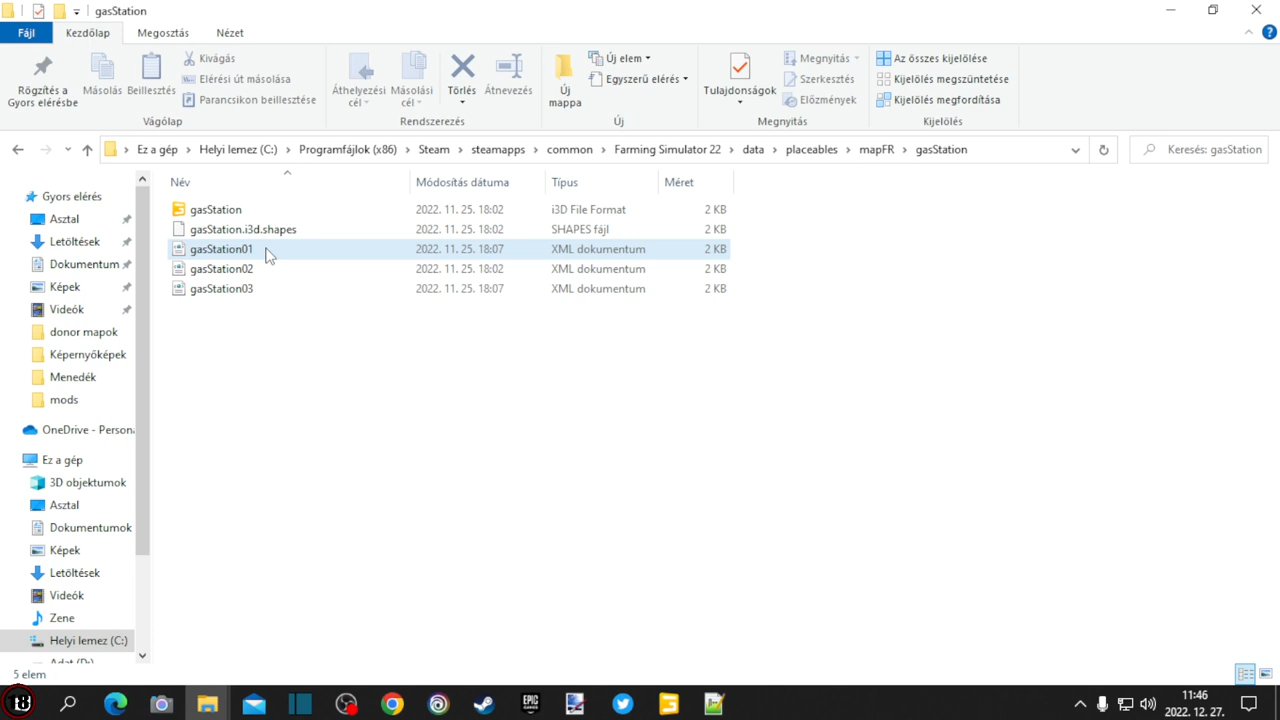 gasStation
Fájl Kezdőlap Megosztás Nézet
Rögzítés a Gyors elérésbe
Másolás
Beillesztés
Kivágás
Elérési út másolása
Parancsikon beillesztése
Vágólap
Áthelyezési cél
Másolási cél
Törlés
Átnevezés
Rendszerezés
Új mappa
Új elem
Egyszerű elérés
Új
Tulajdonságok
Megnyitás
Szerkesztés
Előzmények
Megnyitás
Az összes kijelölése
Kijelölés megszüntetése
Kijelölés megfordítása
Kijelölés
Ez a gép > Helyi lemez (C:) > Programfájlok (x86) > Steam > steamapps > common > Farming Simulator 22 > data > placeables > mapFR > gasStation
Keresés: gasStation
Név Módosítás dátuma Típus Méret
gasStation 2022. 11. 25. 18:02 i3D File Format 2 KB
gasStation.i3d.shapes 2022. 11. 25. 18:02 SHAPES fájl 2 KB
gasStation01 2022. 11. 25. 18:07 XML dokumentum 2 KB
gasStation02 2022. 11. 25. 18:02 XML dokumentum 2 KB
gasStation03 2022. 11. 25. 18:07 XML dokumentum 2 KB
Gyors elérés
Asztal
Letöltések
Dokumentum
Képek
Videók
donor mapok
Képernyőképek
Menedék
mods
OneDrive - Person
Ez a gép
3D objektumok
Asztal
Dokumentumok
Képek
Letöltések
Videók
Zene
Helyi lemez (C:)
Adat (D:)
5 elem
EPIC GAMES
11:46
2022. 12. 27.